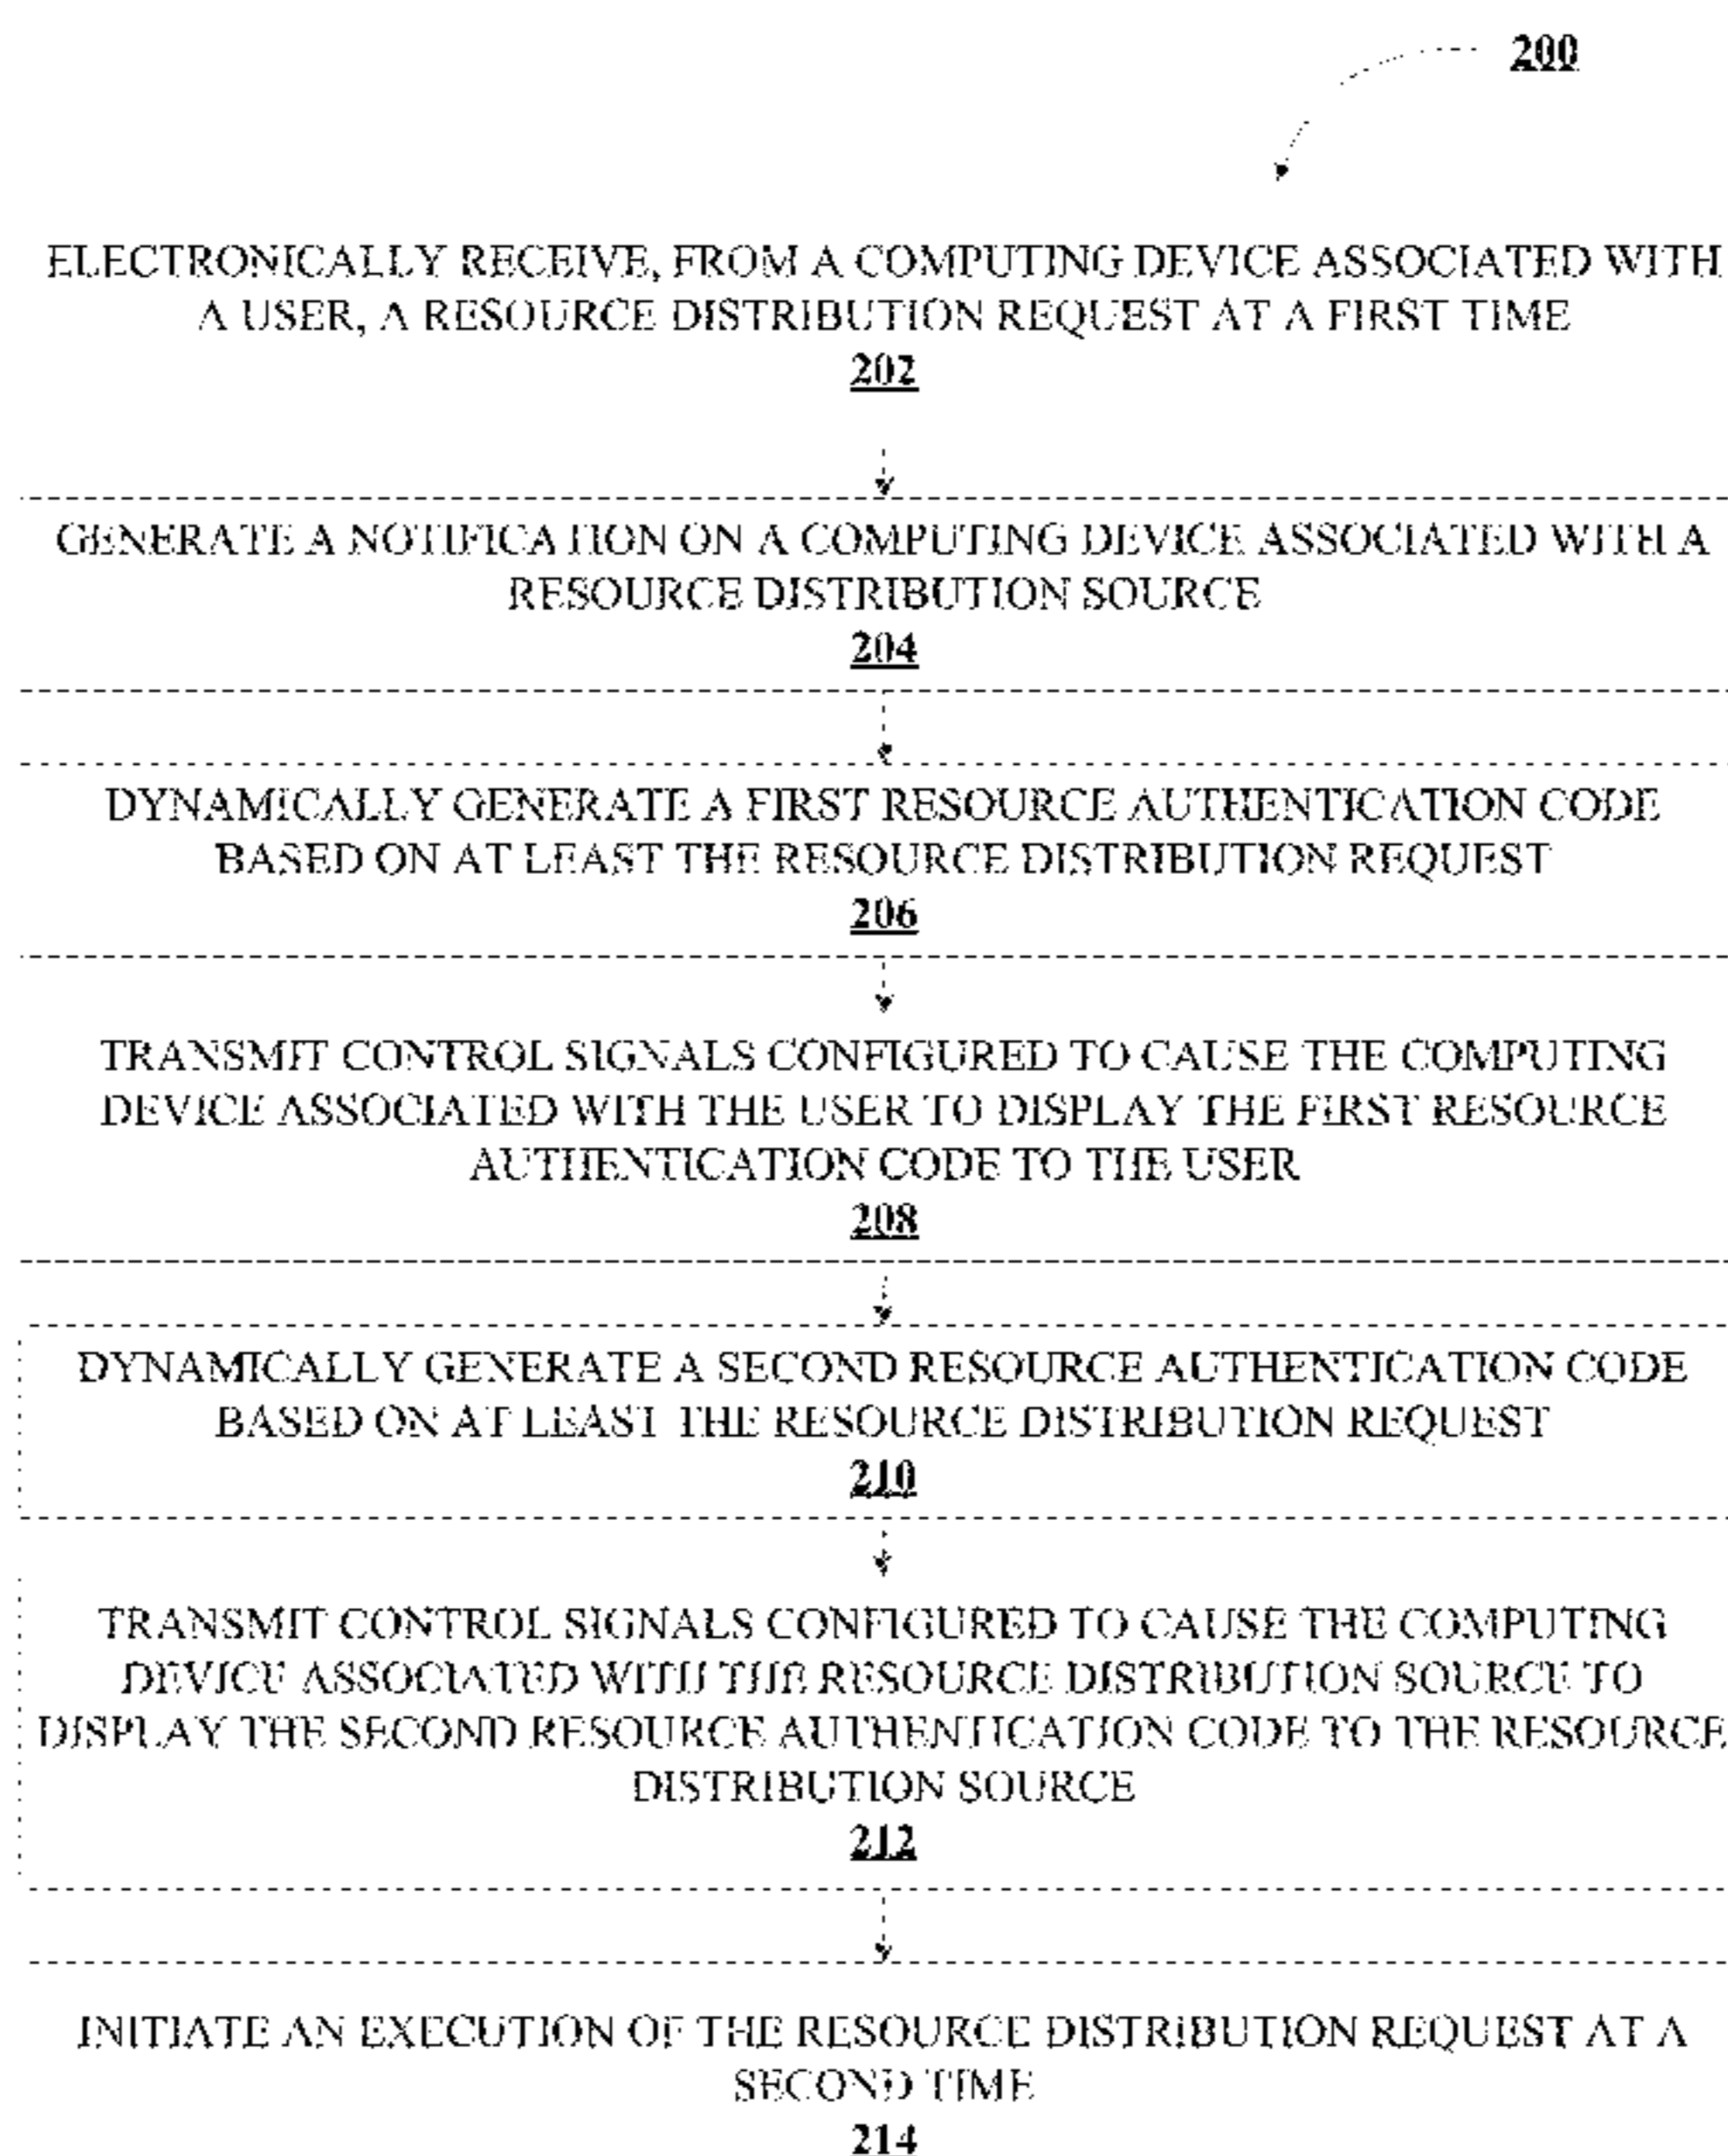 200
ELECTRONICALLY RECEIVE, FROM A COMPUTING DEVICE ASSOCIATED WITH
A USER, A RESOURCE DISTRIBUTION REQUEST AT A FIRST TIME
202
GENERATE A NOTIFICATION ON A COMPUTING DEVICE ASSOCIATED WITH A
RESOURCE DISTRIBUTION SOURCE
204
DYNAMICALLY GENERATE A FIRST RESOURCE AUTHENTICATION CODE
BASED ON AT LEAST THE RESOURCE DISTRIBUTION REQUEST
206
TRANSMIT CONTROL SIGNALS CONFIGURED TO CAUSE THE COMPUTING
DEVICE ASSOCIATED WITH THE USER TO DISPLAY THE FIRST RESOURCE
AUTHENTICATION CODE TO THE USER
208
DYNAMICALLY GENERATE A SECOND RESOURCE AUTHENTICATION CODE
BASED ON AT LEAST THE RESOURCE DISTRIBUTION REQUEST
210
TRANSMIT CONTROL SIGNALS CONFIGURED TO CAUSE THE COMPUTING
DEVICE ASSOCIATED WITH THE RESOURCE DISTRIBUTION SOURCE TO
DISPLAY THE SECOND RESOURCE AUTHENTICATION CODE TO THE RESOURCE
DISTRIBUTION SOURCE
212
INITIATE AN EXECUTION OF THE RESOURCE DISTRIBUTION REQUEST AT A
SECOND TIME
214